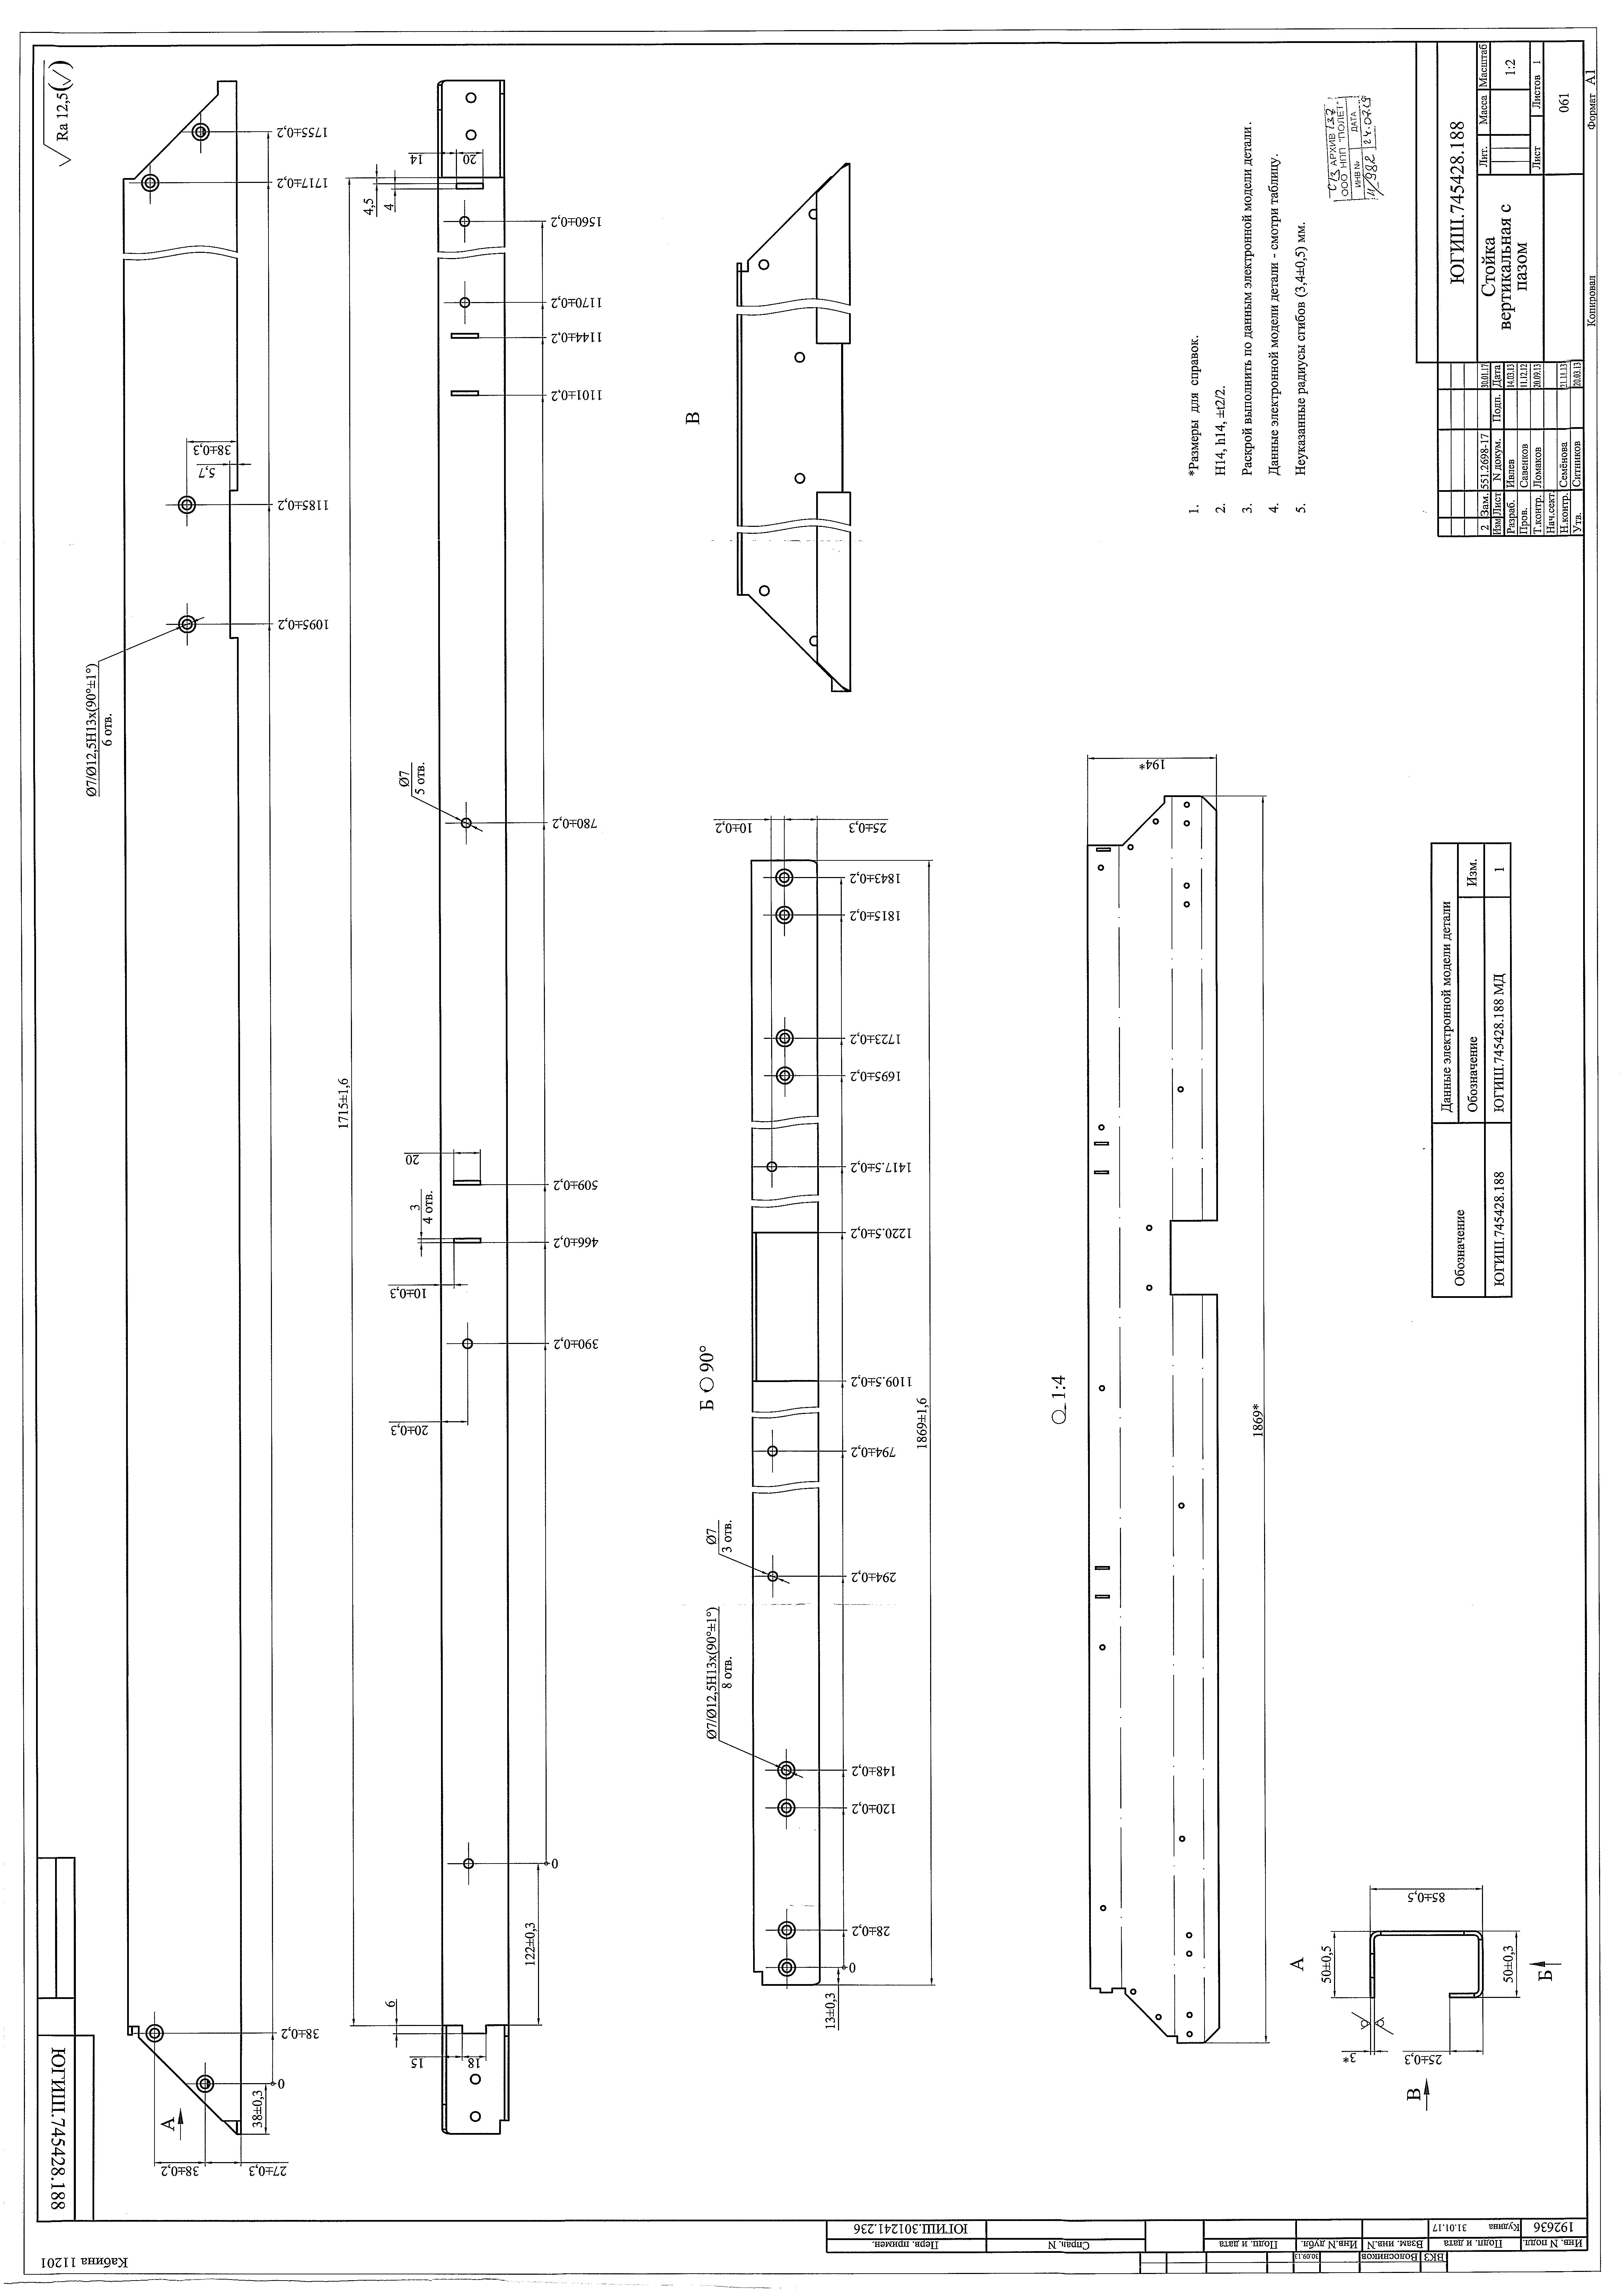 Кабина 11201
ЮГИШ.745428.188
Ra 12,5(√)
Ø7/Ø12,5H13x(90°±1°)
6 отв.
38±0,2
27±0,3
А
38±0,3
0
38±0,2
1095±0,2
1185±0,2
5,7
38±0,3
1717±0,2
1755±0,2
1715±1,6
15
18
6
122±0,3
0
20±0,3
390±0,2
10±0,3
466±0,2
3
4 отв.
509±0,2
20
Ø7
5 отв.
780±0,2
1101±0,2
1144±0,2
1170±0,2
1560±0,2
4,5
4
14
20
Б 90°
Ø7/Ø12,5H13x(90°±1°)
8 отв.
Ø7
3 отв.
13±0,3
0
28±0,2
120±0,2
148±0,2
294±0,2
794±0,2
1109.5±0,2
1220.5±0,2
1417.5±0,2
1695±0,2
1723±0,2
1815±0,2
1843±0,2
10±0,2
25±0,3
1869±1,6
В
1:4
194*
1869*
А
50±0,5
85±0,5
3*
25±0,3
50±0,3
Б
В
1. *Размеры для справок.
2. H14, h14, ±t2/2.
3. Раскрой выполнить по данным электронной модели детали.
4. Данные электронной модели детали - смотри таблицу.
5. Неуказанные радиусы сгибов (3,4±0,5) мм.
СГЗ АРХИВ 137
ООО НПП "ПОЛЕТ"
ИНВ № ДАТА
Обозначение Данные электронной модели детали
Обозначение Изм.
ЮГИШ.745428.188 ЮГИШ.745428.188 МД 1
2 Зам. 551.2698-17 30.01.17
Изм Лист N докум. Подп. Дата
Разраб. Ивлев 14.03.13
Пров. Савенков 11.12.12
Т.контр. Ломаков 20.09.13
Нач.сект.
Н.контр. Семёнова 21.11.13
Утв. Ситников 20.03.13
ЮГИШ.745428.188
Стойка
вертикальная с
пазом
Лит. Масса Масштаб
1:2
Лист Листов 1
061
Копировал Формат А1
Перв. примен. ЮГИШ.301241.236
Справ. N
Подп. и дата
Инв.N дубл.
Взам. инв.N
Подп. и дата Кудина 31.01.17
Инв. N подл 192636
ВКЗ Волосников 30.09.13